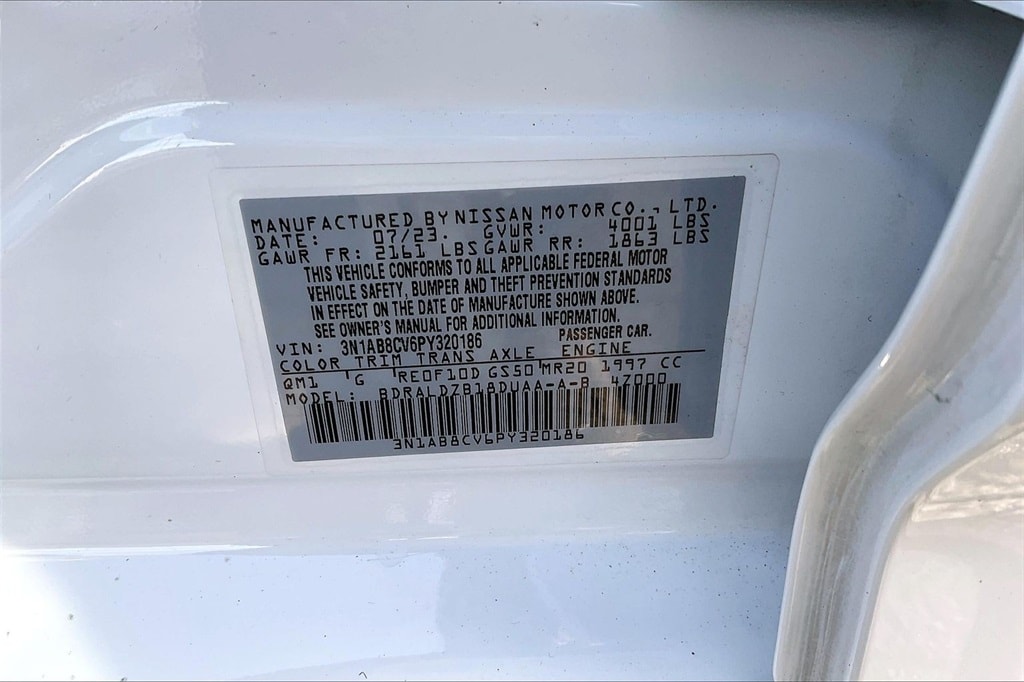 MANUFACTURED BY NISSAN MOTOR CO., LTD.
DATE: 07/23. GVWR: 4001 LBS
GAWR FR: 2161 LBS GAWR RR: 1863 LBS
THIS VEHICLE CONFORMS TO ALL APPLICABLE FEDERAL MOTOR
VEHICLE SAFETY, BUMPER AND THEFT PREVENTION STANDARDS
IN EFFECT ON THE DATE OF MANUFACTURE SHOWN ABOVE.
SEE OWNER'S MANUAL FOR ADDITIONAL INFORMATION.
VIN: 3N1AB8CV6PY320186 PASSENGER CAR.
COLOR TRIM TRANS AXLE ENGINE
QM1 G RE0F10D GS50 MR20 1997 CC
MODEL: BDRALDZB18DUAA-A-B 47000
3N1AB8CV6PY320186